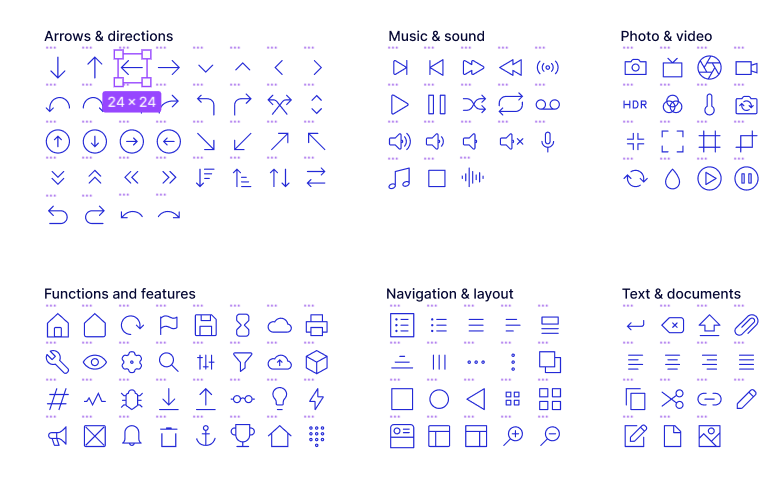 Arrows & directions
Music & sound
Photo & video
24 × 24
HDR
Functions and features
Navigation & layout
Text & documents